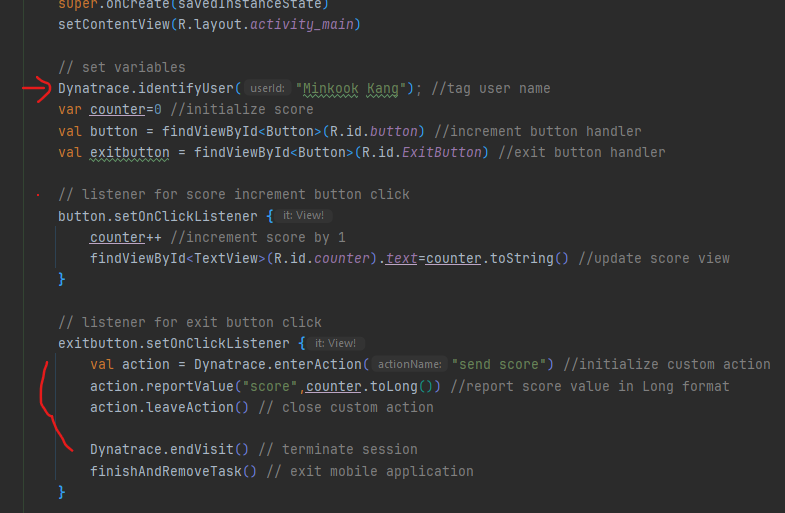 super.onCreate(savedInstanceState)
setContentView(R.layout.activity_main)
// set variables
Dynatrace.identifyUser( userId: "Minkook Kang"); //tag user name
var counter=0 //initialize score
val button = findViewById<Button>(R.id.button) //increment button handler
val exitbutton = findViewById<Button>(R.id.ExitButton) //exit button handler
// listener for score increment button click
button.setOnClickListener { it: View!
counter++ //increment score by 1
findViewById<TextView>(R.id.counter).text=counter.toString() //update score view
}
// listener for exit button click
exitbutton.setOnClickListener { it: View!
val action = Dynatrace.enterAction( actionName: "send score") //initialize custom action
action.reportValue("score",counter.toLong()) //report score value in Long format
action.leaveAction() // close custom action
Dynatrace.endVisit() // terminate session
finishAndRemoveTask() // exit mobile application
}